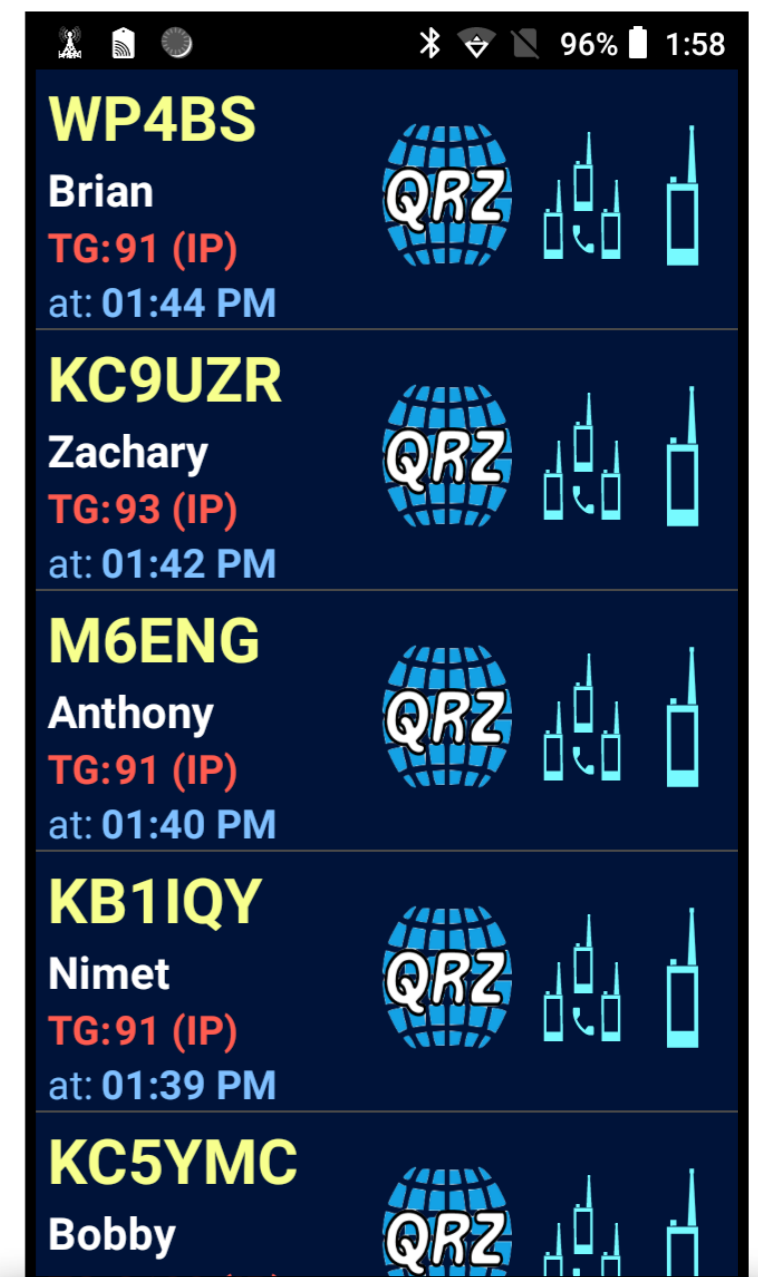 96% 1:58
WP4BS
Brian
QRZ
TG:91 (IP)
at: 01:44 PM
KC9UZR
Zachary
QRZ
TG:93 (IP)
at: 01:42 PM
M6ENG
Anthony
QRZ
TG:91 (IP)
at: 01:40 PM
KB1IQY
Nimet
QRZ
TG:91 (IP)
at: 01:39 PM
KC5YMC
Bobby
QRZ